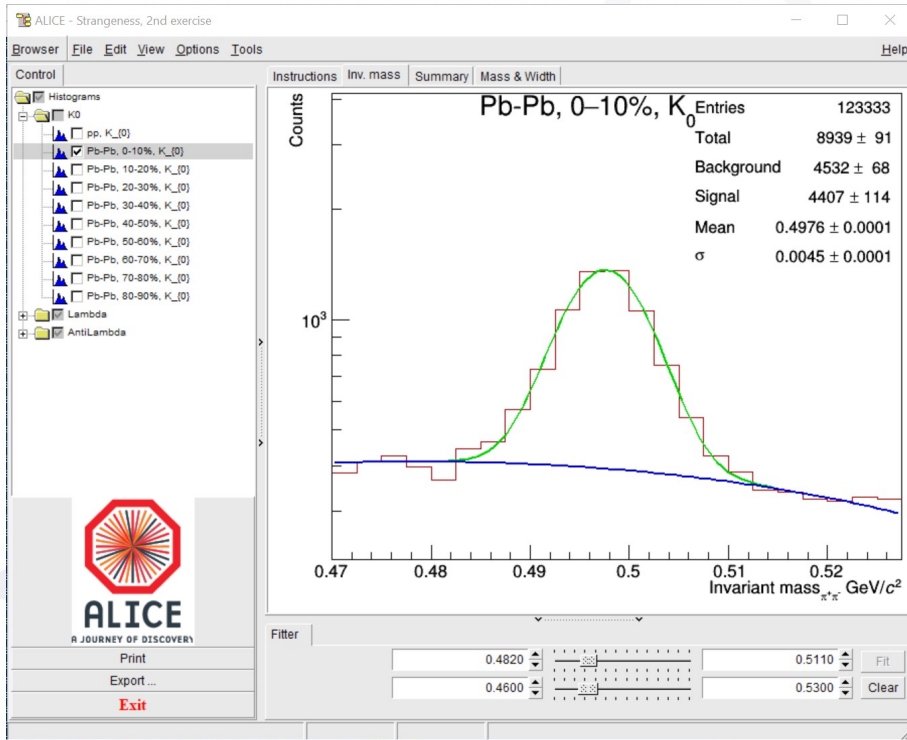 ALICE - Strangeness, 2nd exercise
Browser File Edit View Options Tools Help
Control
Histograms
K0
pp, K_{0}
Pb-Pb, 0-10%, K_{0}
Pb-Pb, 10-20%, K_{0}
Pb-Pb, 20-30%, K_{0}
Pb-Pb, 30-40%, K_{0}
Pb-Pb, 40-50%, K_{0}
Pb-Pb, 50-60%, K_{0}
Pb-Pb, 60-70%, K_{0}
Pb-Pb, 70-80%, K_{0}
Pb-Pb, 80-90%, K_{0}
Lambda
AntiLambda
ALICE
A JOURNEY OF DISCOVERY
Print
Export ...
Exit
Instructions Inv. mass Summary Mass & Width
Pb-Pb, 0–10%, K₀
Entries 123333
Total 8939 ± 91
Background 4532 ± 68
Signal 4407 ± 114
Mean 0.4976 ± 0.0001
σ 0.0045 ± 0.0001
Counts
10³
0.47 0.48 0.49 0.5 0.51 0.52
Invariant mass π⁺π⁻ GeV/c²
Fitter
0.4820 0.5110 Fit
0.4600 0.5300 Clear